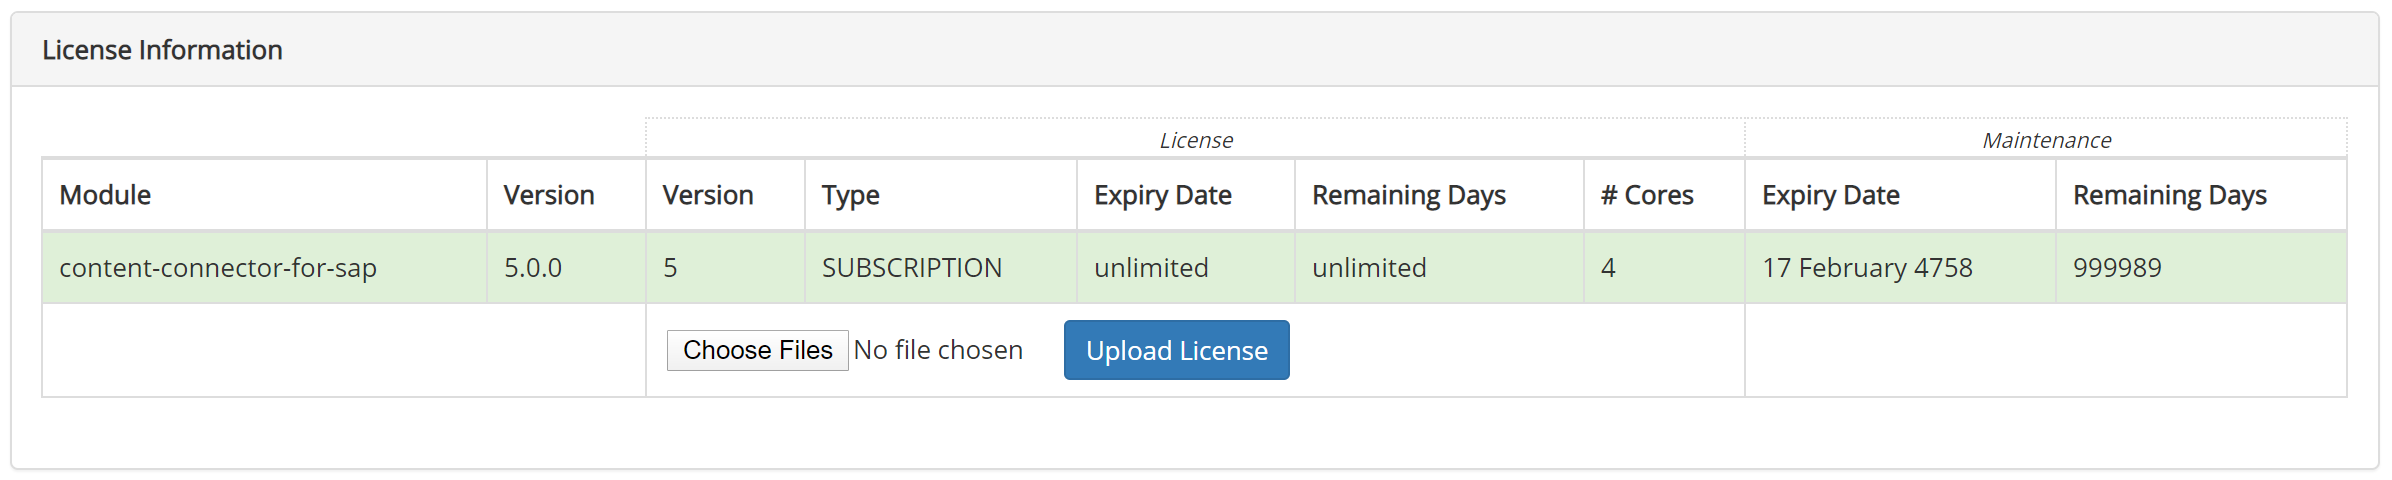 License Information
License Maintenance
Module Version Version Type Expiry Date Remaining Days # Cores Expiry Date Remaining Days
content-connector-for-sap 5.0.0 5 SUBSCRIPTION unlimited unlimited 4 17 February 4758 999989
Choose Files No file chosen Upload License